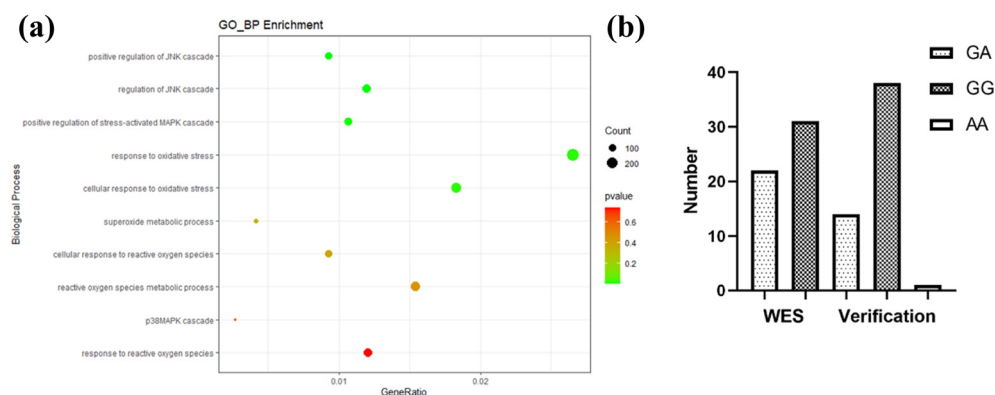 (a)
GO_BP Enrichment
Biological Process
positive regulation of JNK cascade
regulation of JNK cascade
positive regulation of stress-activated MAPK cascade
response to oxidative stress
cellular response to oxidative stress
superoxide metabolic process
cellular response to reactive oxygen species
reactive oxygen species metabolic process
p38MAPK cascade
response to reactive oxygen species
0.01
0.02
GeneRatio
Count
100
200
pvalue
0.6
0.4
0.2
(b)
GA
GG
AA
Number
40
30
20
10
0
WES
Verification